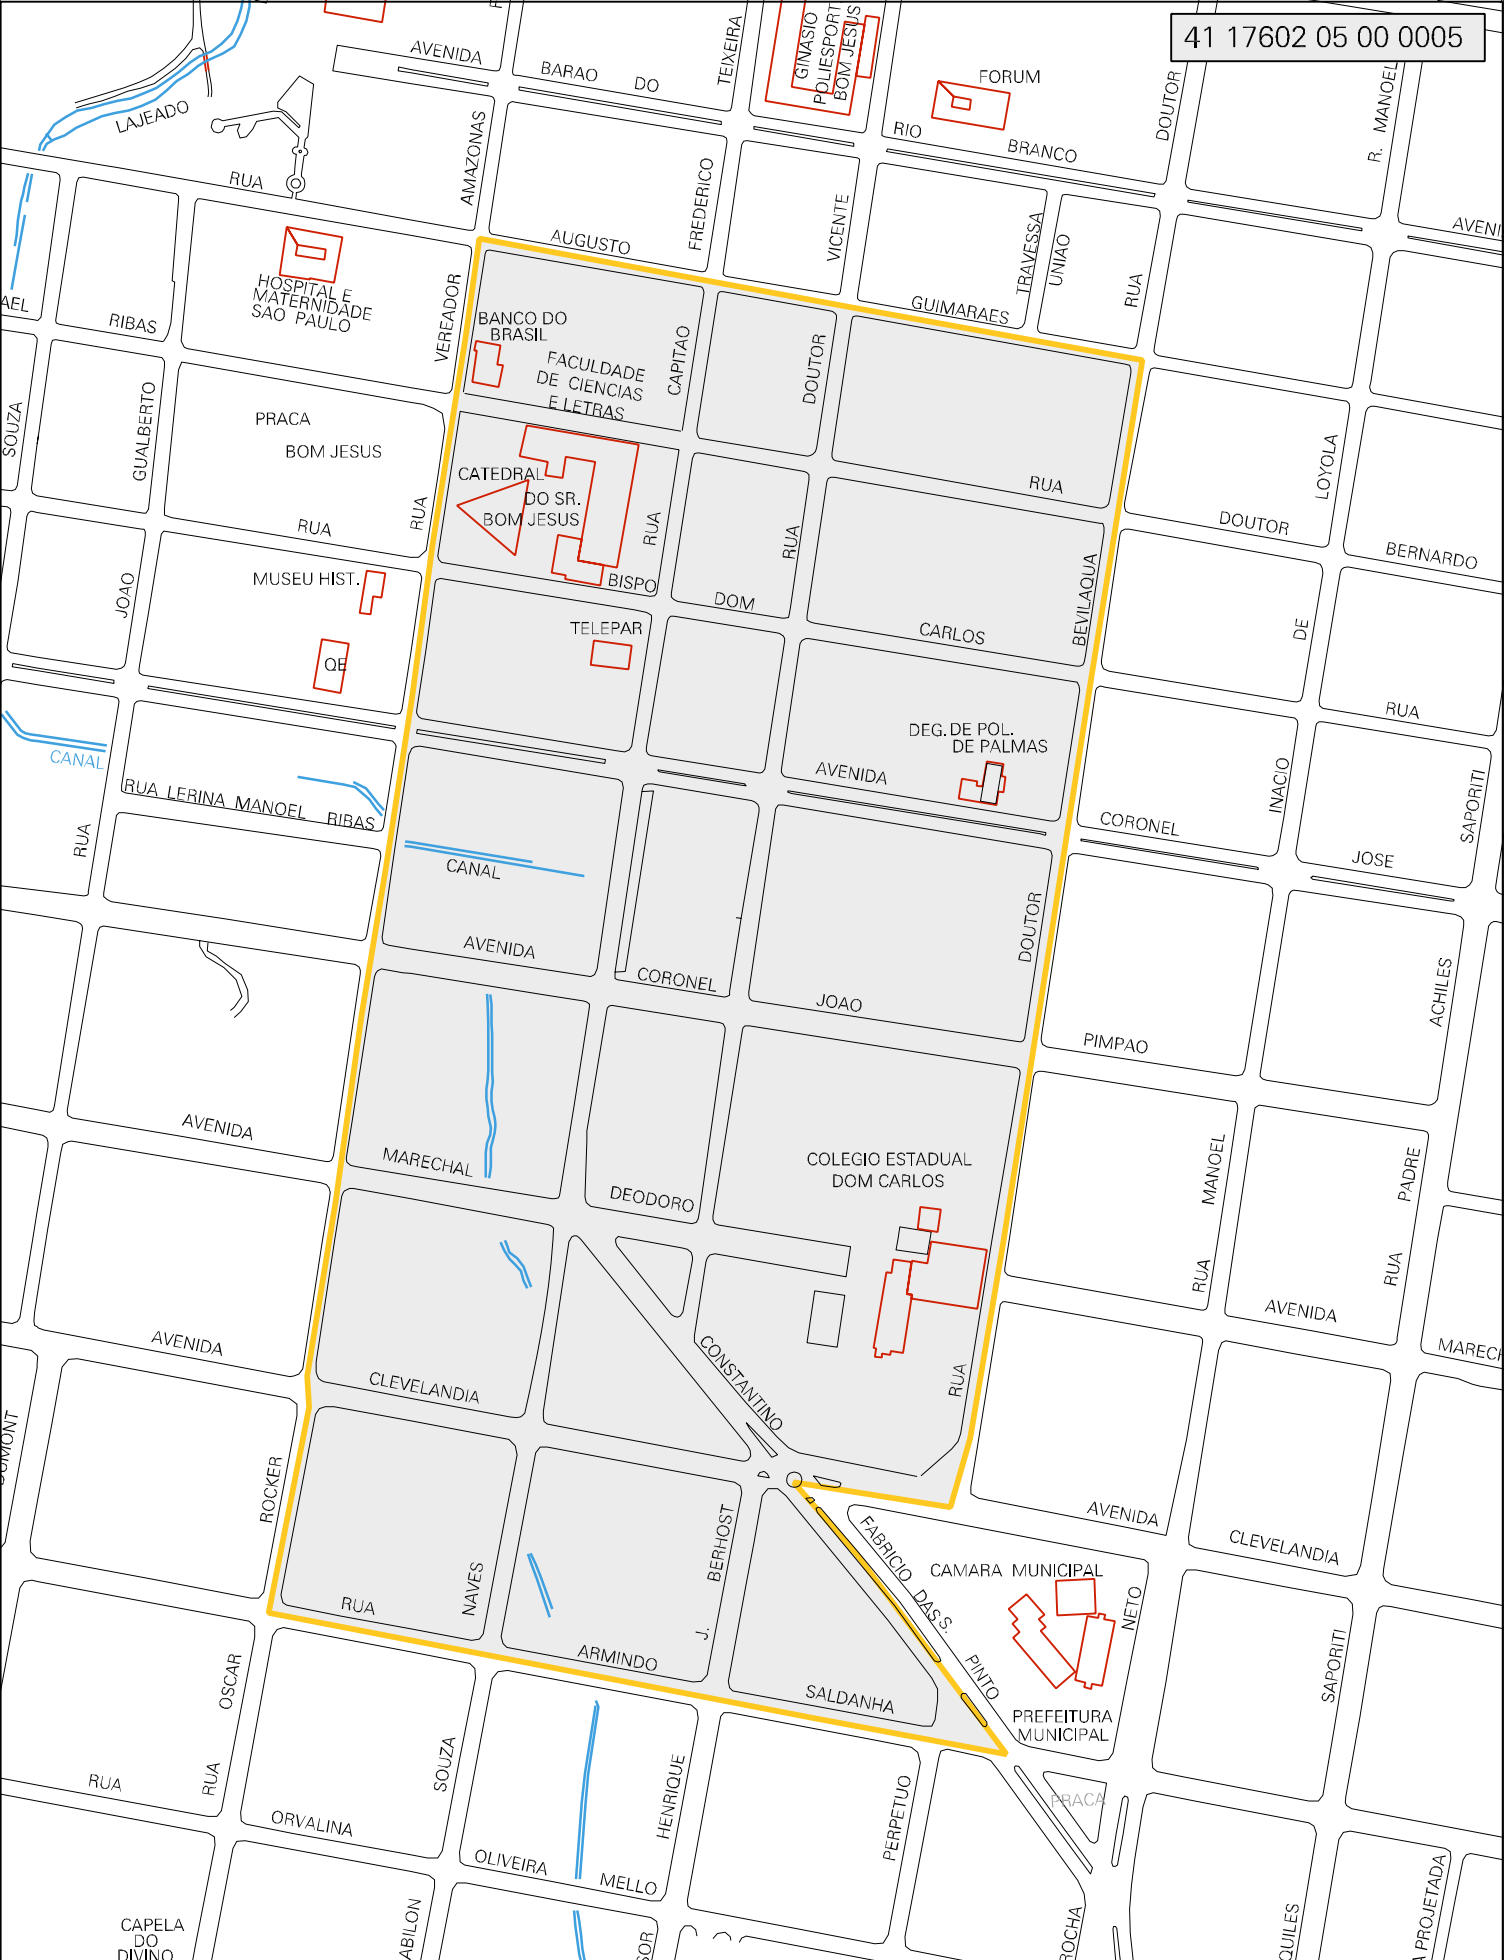 41 17602 05 00 0005
GINASIO
POLIESPORT
BOM JESUS
TEIXEIRA
FORUM
DOUTOR
R. MANOEL
AVENIDA
BARAO DO
RIO
BRANCO
LAJEADO
AMAZONAS
FREDERICO
VICENTE
TRAVESSA
UNIAO
RUA
AVENI
RUA
AUGUSTO
GUIMARAES
HOSPITAL E
MATERNIDADE
SAO PAULO
AEL
RIBAS
VEREADOR
BANCO DO
BRASIL
FACULDADE
DE CIENCIAS
E LETRAS
CAPITAO
DOUTOR
SOUZA
GUALBERTO
PRACA
BOM JESUS
CATEDRAL
DO SR.
BOM JESUS
RUA
RUA
RUA
RUA
LOYOLA
DOUTOR
BERNARDO
RUA
MUSEU HIST.
BISPO
DOM
CARLOS
BEVILAQUA
JOAO
QE
TELEPAR
DE
RUA
DEG. DE POL.
DE PALMAS
CANAL
RUA LERINA MANOEL RIBAS
AVENIDA
CORONEL
INACIO
JOSE
SAPORITI
RUA
CANAL
DOUTOR
AVENIDA
CORONEL
JOAO
PIMPAO
ACHILES
AVENIDA
MARECHAL
DEODORO
COLEGIO ESTADUAL
DOM CARLOS
MANOEL
PADRE
RUA
RUA
AVENIDA
MARECH
AVENIDA
CLEVELANDIA
CONSTANTINO
RUA
ROCKER
AVENIDA
CLEVELANDIA
BERHOST
FABRICIO DAS S. PINTO
CAMARA MUNICIPAL
NETO
RUA
NAVES
J.
ARMINDO
SALDANHA
OSCAR
SAPORITI
PREFEITURA
MUNICIPAL
RUA
RUA
SOUZA
HENRIQUE
PERPETUO
PRACA
ORVALINA
OLIVEIRA
MELLO
CAPELA
DO
DIVINO
ABILON
SOR
ROCHA
QUILES
A PROJETADA